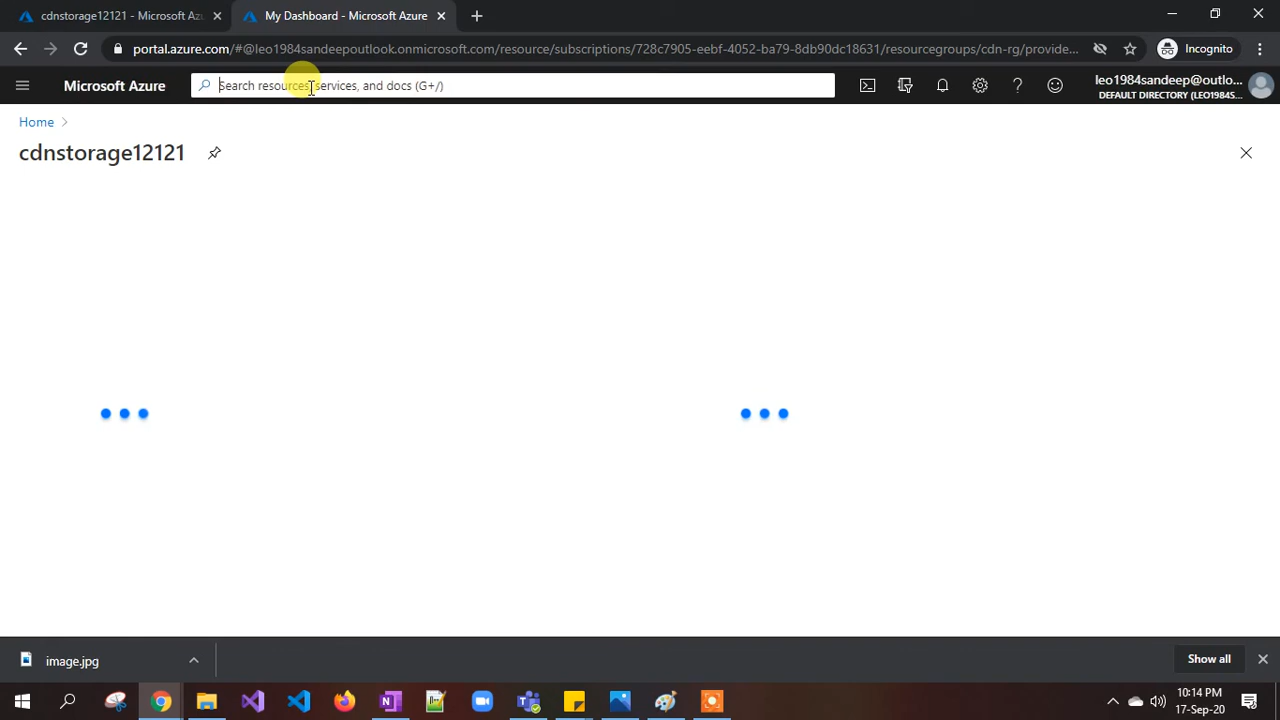 cdnstorage12121 - Microsoft Az
My Dashboard - Microsoft Azure
portal.azure.com/#@leo1984sandeepoutlook.onmicrosoft.com/resource/subscriptions/728c7905-eebf-4052-ba79-8db90dc18631/resourcegroups/cdn-rg/provide...
Incognito
Microsoft Azure
Search resources, services, and docs (G+/)
leo1984sandeep@outlo...
DEFAULT DIRECTORY (LEO1984S...
Home
cdnstorage12121
image.jpg
Show all
10:14 PM
17-Sep-20